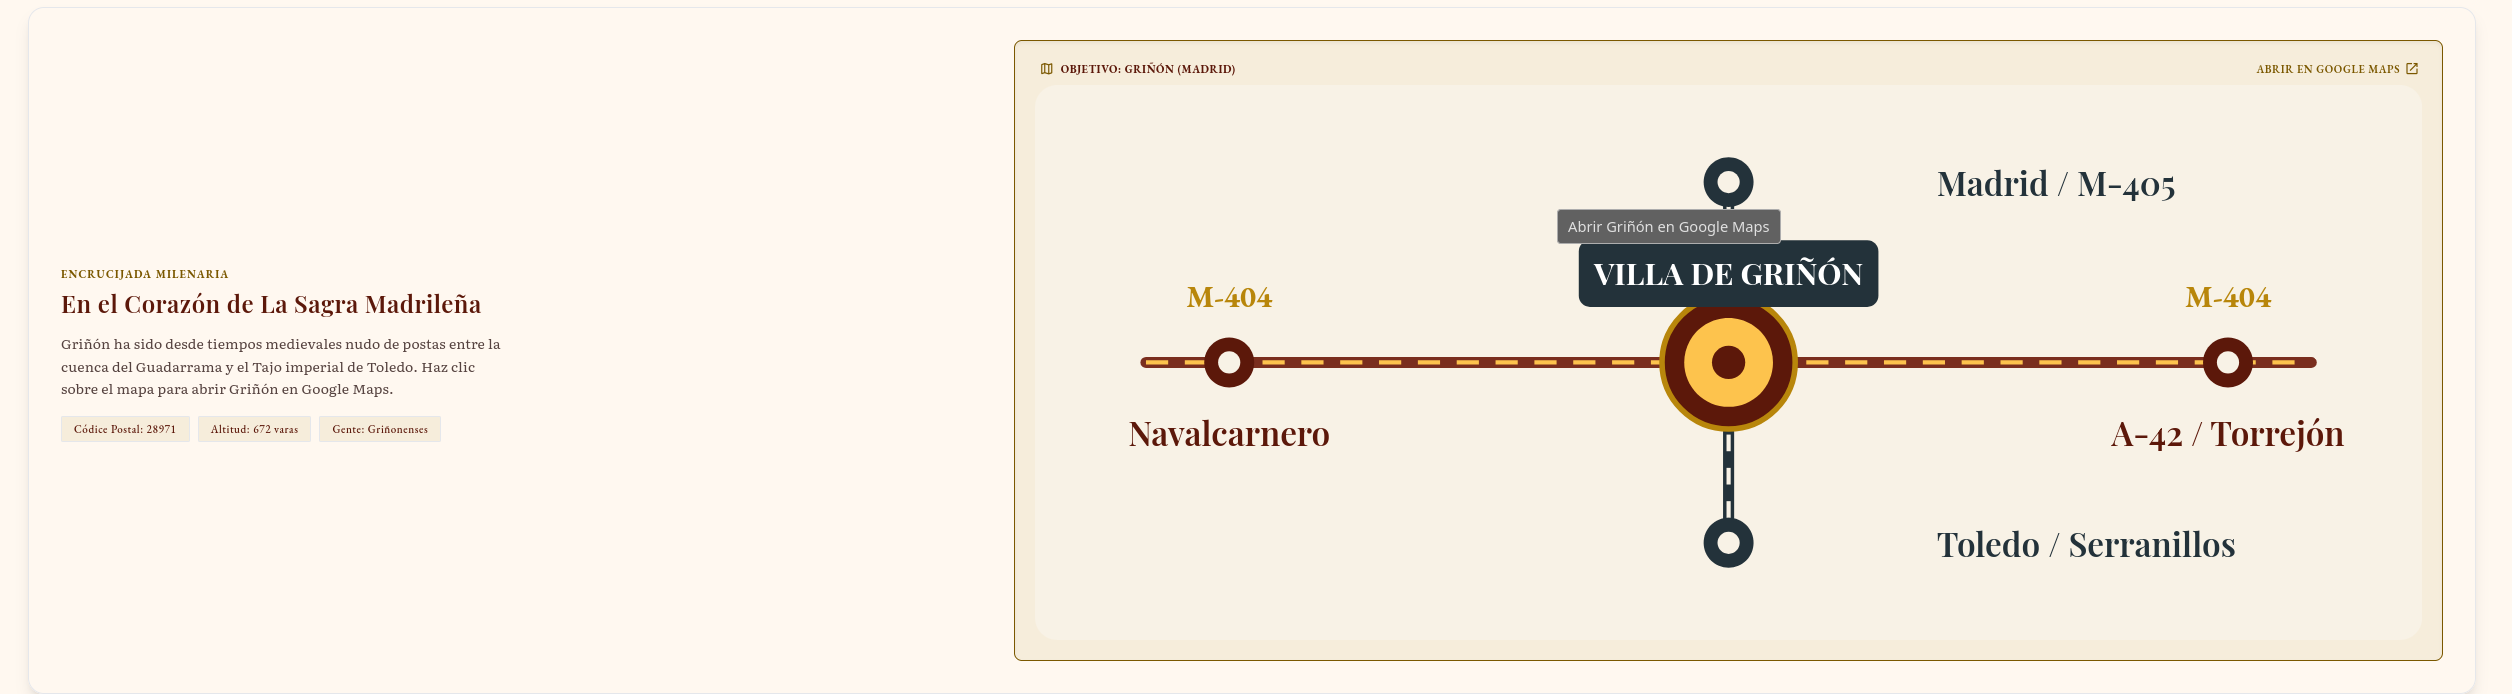 ENCRUCIJADA MILENARIA
En el Corazón de La Sagra Madrileña
Griñón ha sido desde tiempos medievales nudo de postas entre la
cuenca del Guadarrama y el Tajo imperial de Toledo. Haz clic
sobre el mapa para abrir Griñón en Google Maps.
Códice Postal: 28971
Altitud: 672 varas
Gente: Griñonenses
OBJETIVO: GRIÑÓN (MADRID)
ABRIR EN GOOGLE MAPS
Madrid / M-405
Abrir Griñón en Google Maps
VILLA DE GRIÑÓN
M-404
M-404
Navalcarnero
A-42 / Torrejón
Toledo / Serranillos